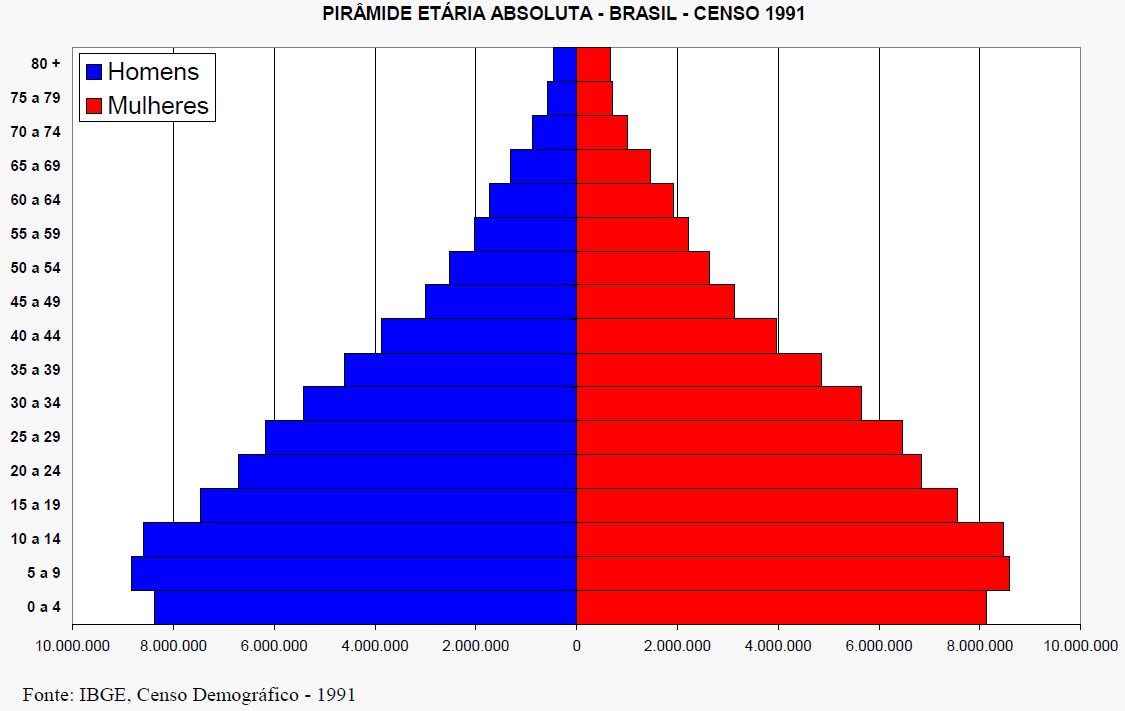 PIRÂMIDE ETÁRIA ABSOLUTA - BRASIL - CENSO 1991
Homens
Mulheres
80 +
75 a 79
70 a 74
65 a 69
60 a 64
55 a 59
50 a 54
45 a 49
40 a 44
35 a 39
30 a 34
25 a 29
20 a 24
15 a 19
10 a 14
5 a 9
0 a 4
10.000.000 8.000.000 6.000.000 4.000.000 2.000.000 0 2.000.000 4.000.000 6.000.000 8.000.000 10.000.000
Fonte: IBGE, Censo Demográfico - 1991